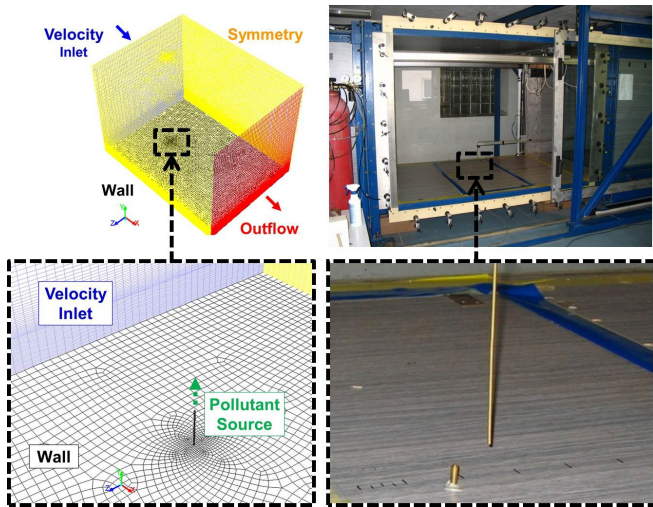 Velocity
Inlet
Symmetry
Wall
Y
Z
X
Outflow
Velocity
Inlet
Pollutant
Source
Wall
Y
Z
X